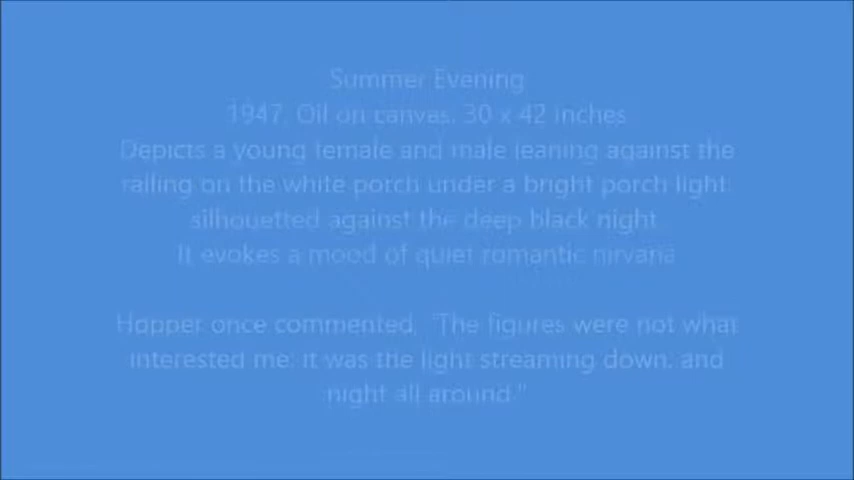 Summer Evening
1947. Oil on canvas. 30 x 42 inches
Depicts a young female and male leaning against the
railing on the white porch under a bright porch light
silhouetted against the deep black night
It evokes a mood of quiet romantic nirvana
Hopper once commented, "The figures were not what
interested me; it was the light streaming down, and
night all around."